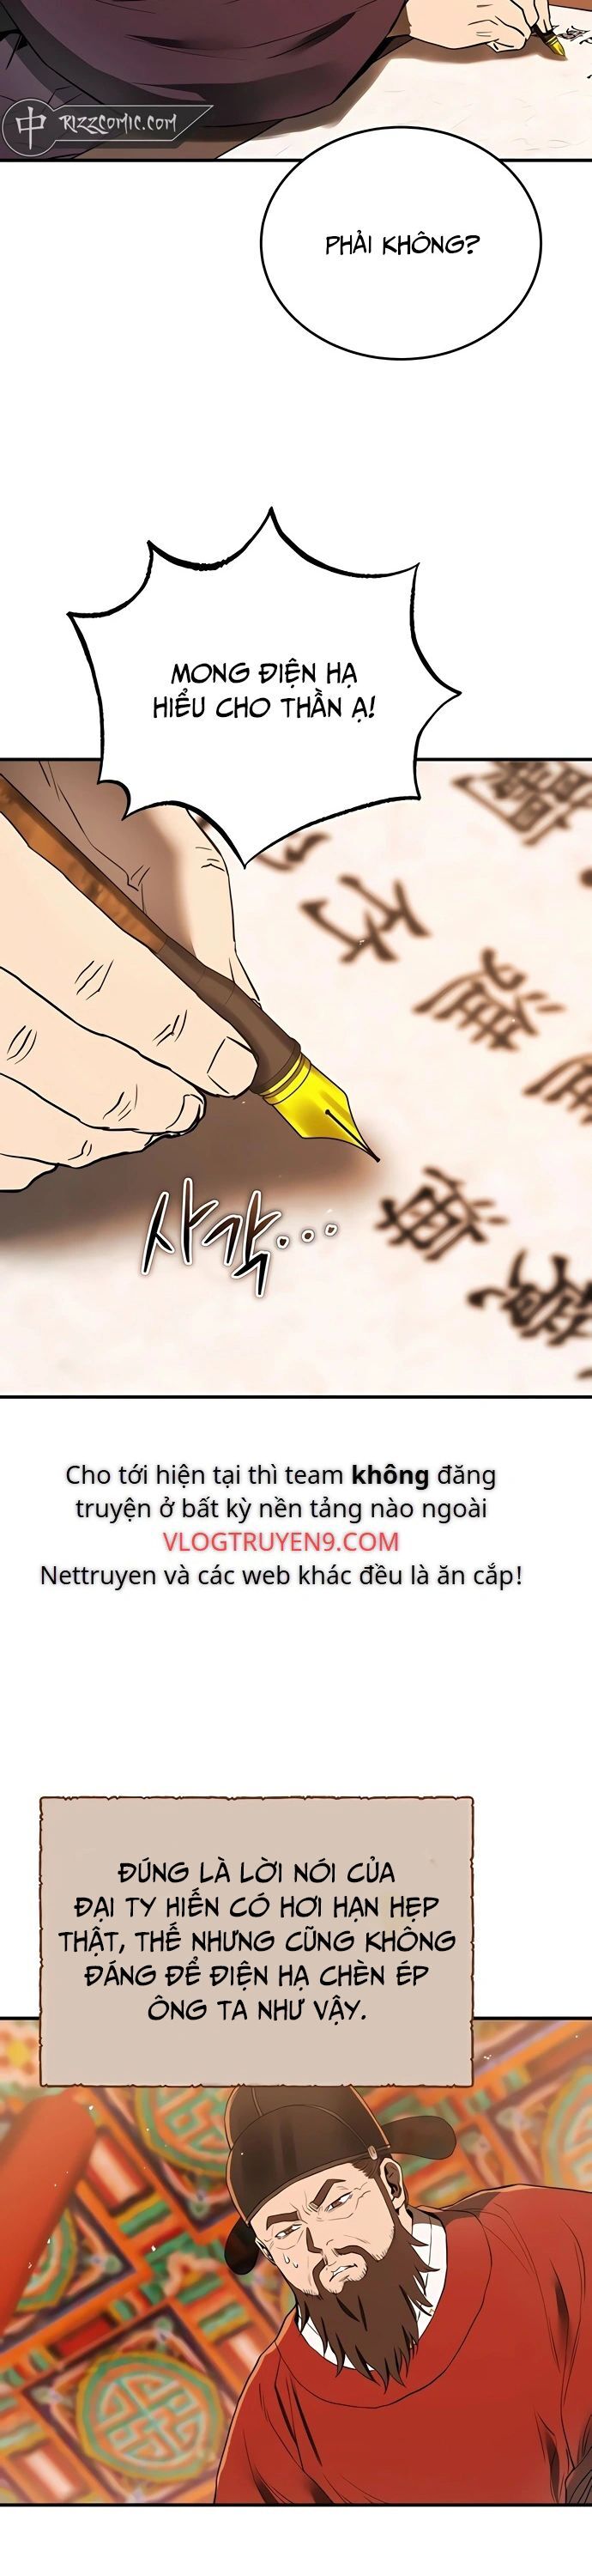 中 RIZZCOMIC.COM
PHẢI KHÔNG?
MONG ĐIỆN HẠ
HIỂU CHO THẦN Ạ!
사각...
Cho tới hiện tại thì team không đăng
truyện ở bất kỳ nền tảng nào ngoài
VLOGTRUYEN9.COM
Nettruyen và các web khác đều là ăn cắp!
ĐÚNG LÀ LỜI NÓI CỦA
ĐẠI TY HIẾN CÓ HƠI HẠN HẸP
THẬT, THẾ NHƯNG CŨNG KHÔNG
ĐÁNG ĐỂ ĐIỆN HẠ CHÈN ÉP
ÔNG TA NHƯ VẬY.